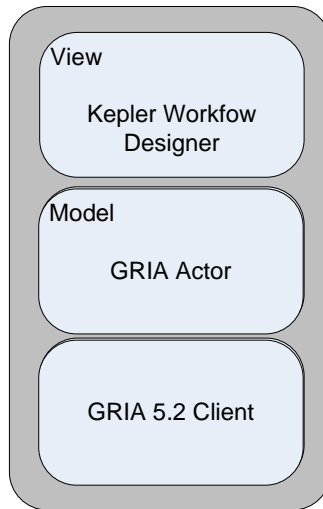 View
Kepler Workfow
Designer
Model
GRIA Actor
GRIA 5.2 Client